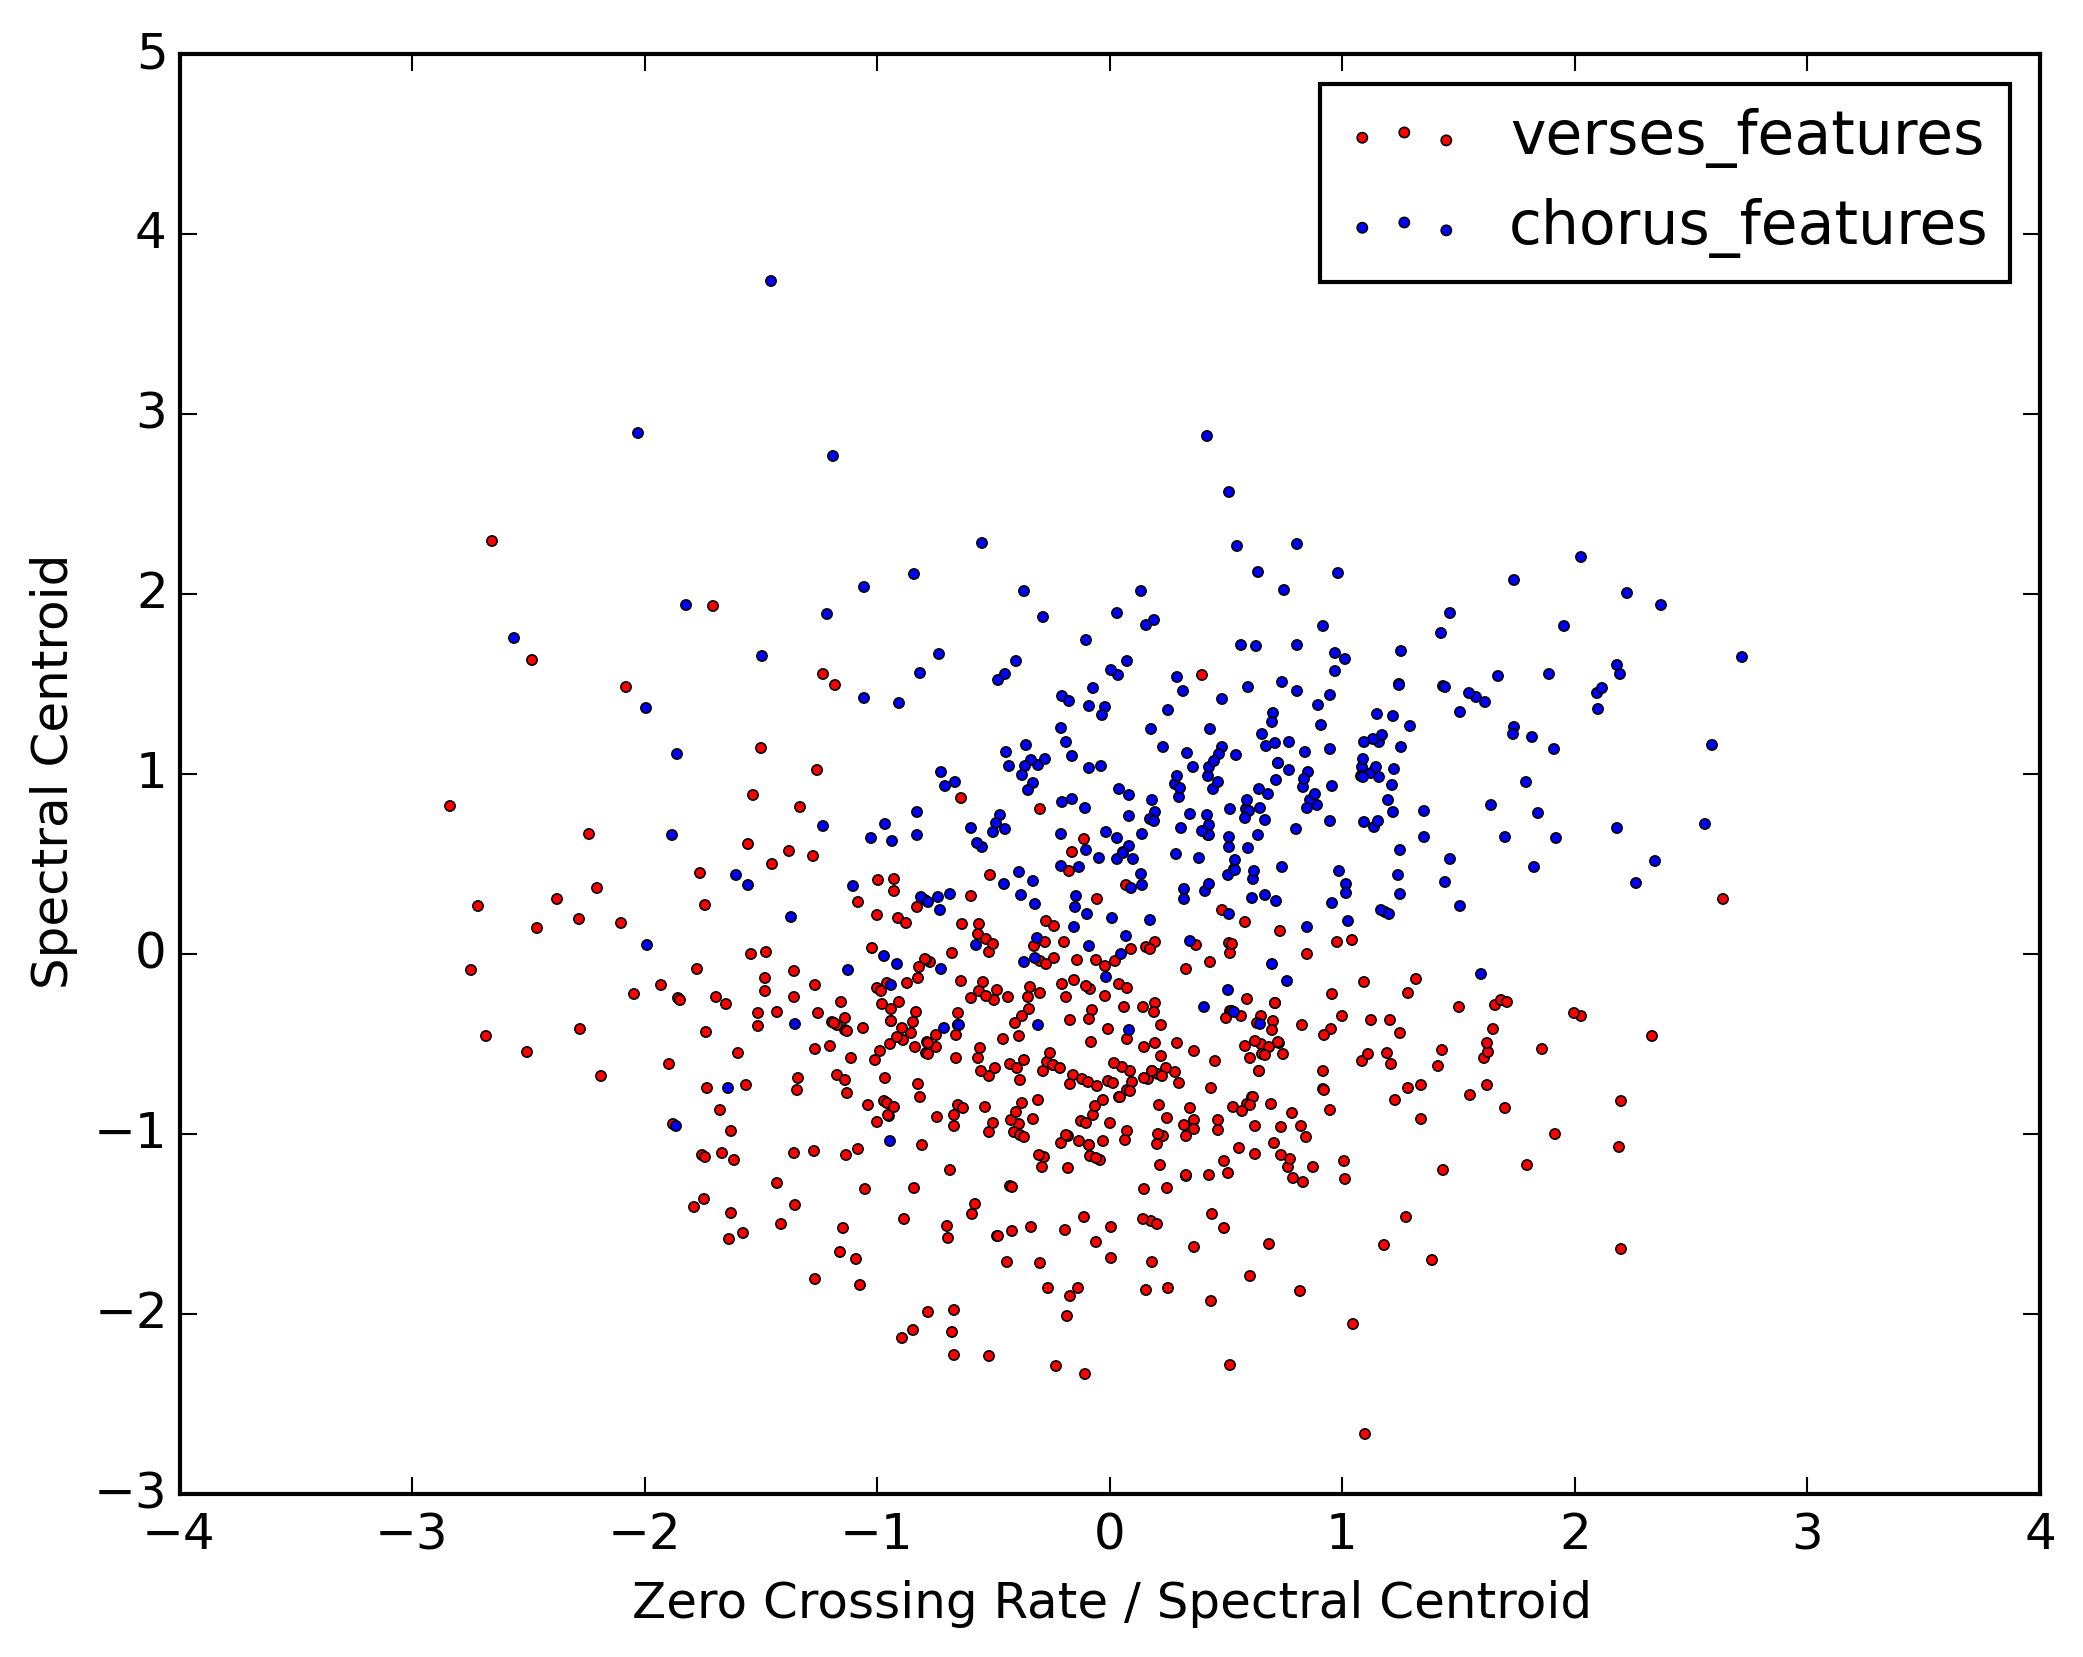 verses_features
chorus_features
5
4
3
2
1
0
−1
−2
−3
−4 −3 −2 −1 0 1 2 3 4
Spectral Centroid
Zero Crossing Rate / Spectral Centroid